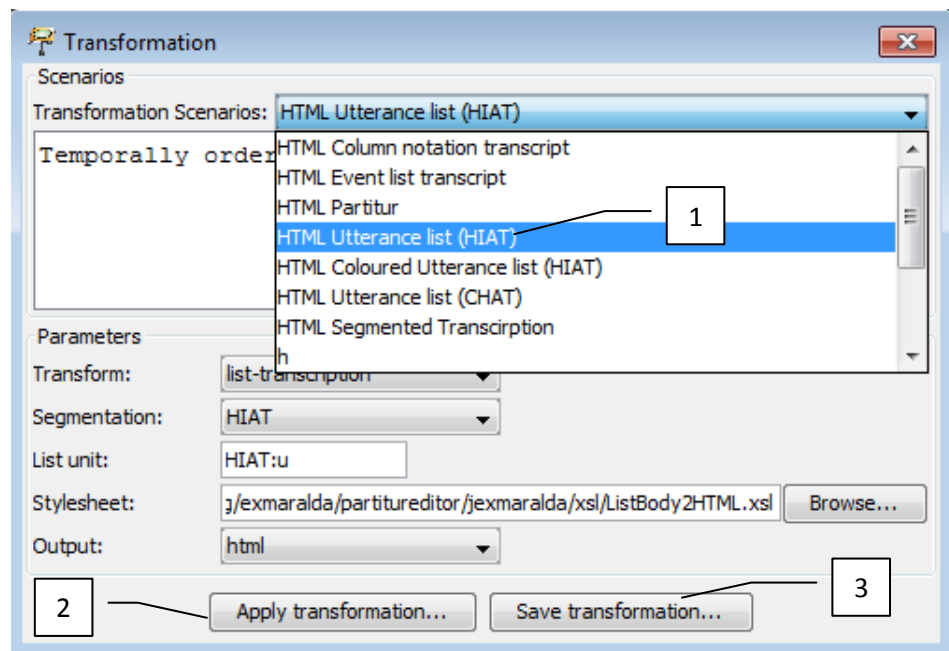 Transformation
Scenarios
Transformation Scenarios: HTML Utterance list (HIAT)
Temporally order
HTML Column notation transcript
HTML Event list transcript
HTML Partitur
HTML Utterance list (HIAT)
1
HTML Coloured Utterance list (HIAT)
HTML Utterance list (CHAT)
HTML Segmented Transcirption
h
Parameters
Transform: list-transcription
Segmentation: HIAT
List unit: HIAT:u
Stylesheet: g/exmaralda/partitureditor/jexmaralda/xsl/ListBody2HTML.xsl Browse...
Output: html
2 Apply transformation... Save transformation... 3